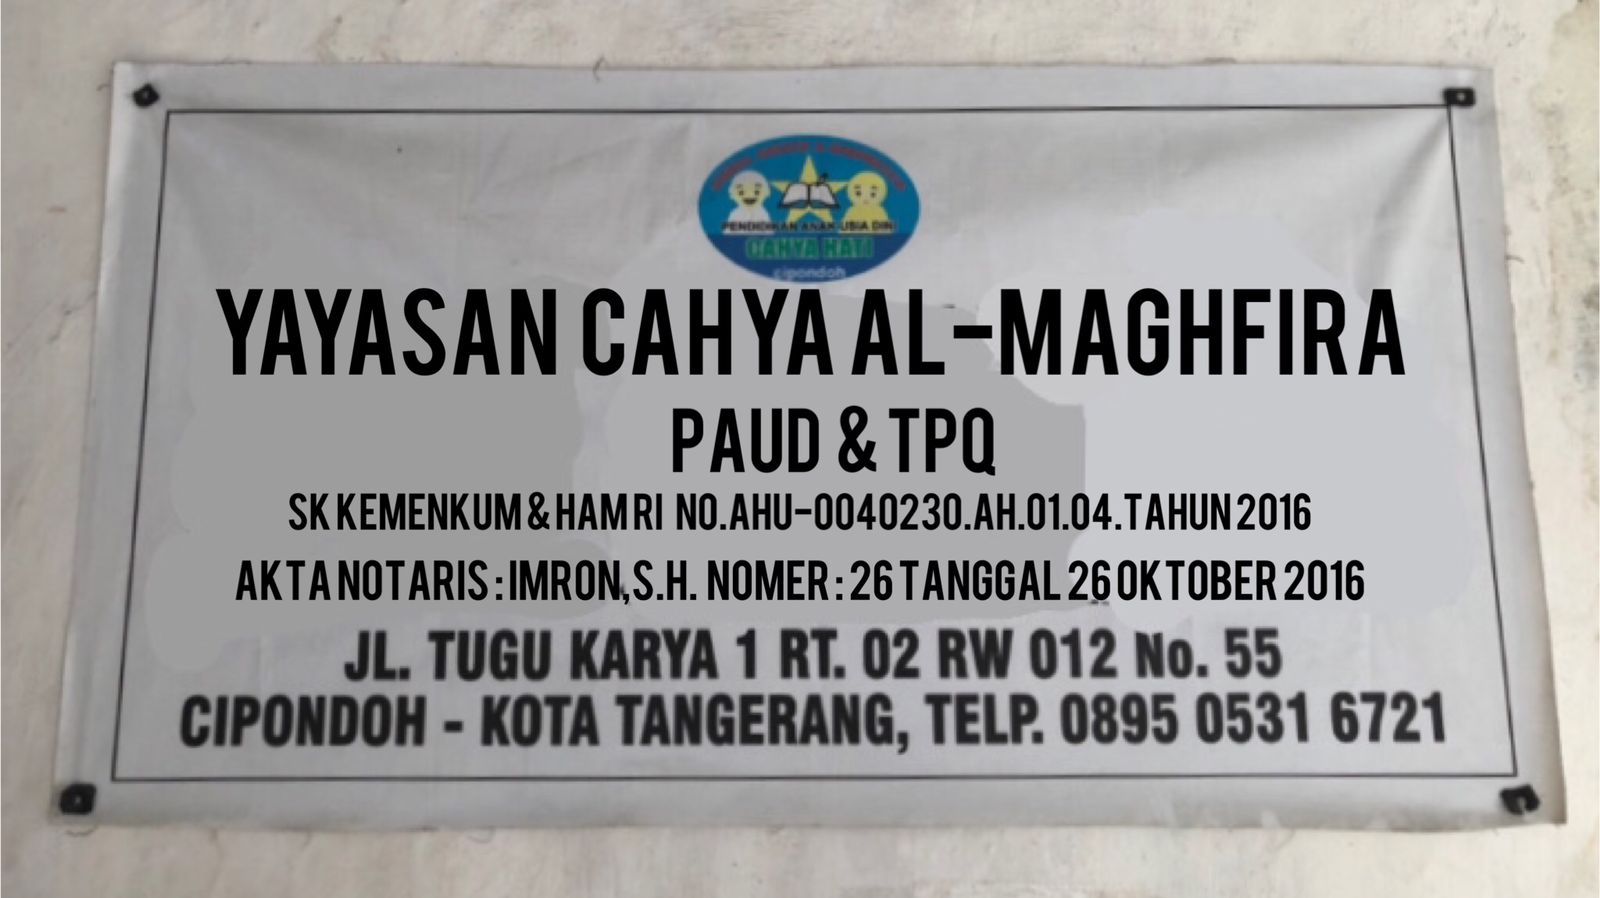 PENDIDIKAN ANAK USIA DINI
CAHYA HATI
cipondoh
YAYASAN CAHYA AL-MAGHFIRA
PAUD & TPQ
SK KEMENKUM & HAM RI NO.AHU-0040230.AH.01.04.TAHUN 2016
AKTA NOTARIS : IMRON,S.H. NOMER : 26 TANGGAL 26 OKTOBER 2016
JL. TUGU KARYA 1 RT. 02 RW 012 No. 55
CIPONDOH - KOTA TANGERANG, TELP. 0895 0531 6721